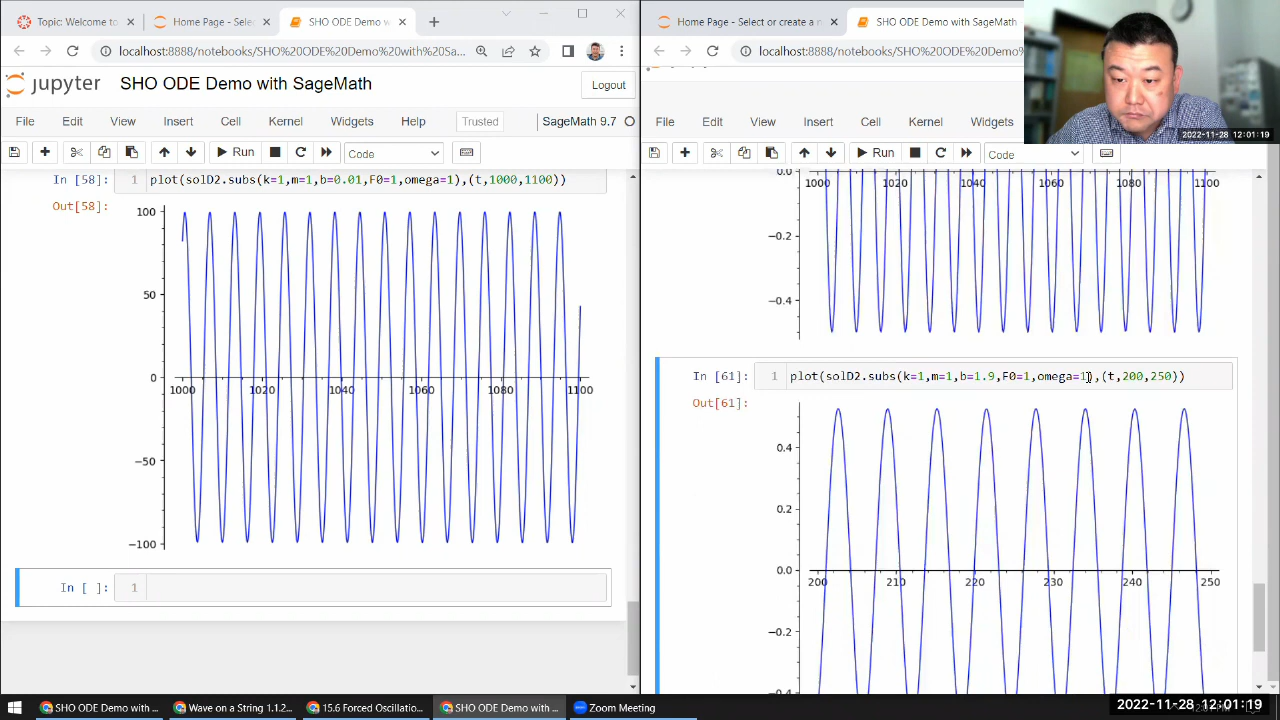 Topic: Welcome to
Home Page - Sele
SHO ODE Demo w
localhost:8888/notebooks/SHO%20ODE%20Demo%20with%20Sa...
jupyter
SHO ODE Demo with SageMath
Logout
File Edit View Insert Cell Kernel Widgets Help
Trusted
SageMath 9.7
Run
Code
In [58]:
1 plot(solD2.subs(k=1,m=1,b=0.01,F0=1,omega=1),(t,1000,1100))
Out[58]:
100
50
0
1000 1020 1040 1060 1080 1100
−50
−100
In [ ]:
1
Home Page - Select or create a n
SHO ODE Demo with SageMath
localhost:8888/notebooks/SHO%20ODE%20Demo%
2022-11-28 12:01:19
File Edit View Insert Cell Kernel Widgets
Run
Code
0.0
1000 1020 1040 1060 1080 1100
−0.2
−0.4
In [61]:
1 plot(solD2.subs(k=1,m=1,b=1.9,F0=1,omega=1),(t,200,250))
Out[61]:
0.4
0.2
0.0
200 210 220 230 240 250
−0.2
−0.4
SHO ODE Demo with ...
Wave on a String 1.1.2...
15.6 Forced Oscillatio...
SHO ODE Demo with ...
Zoom Meeting
2022-11-28 12:01:19